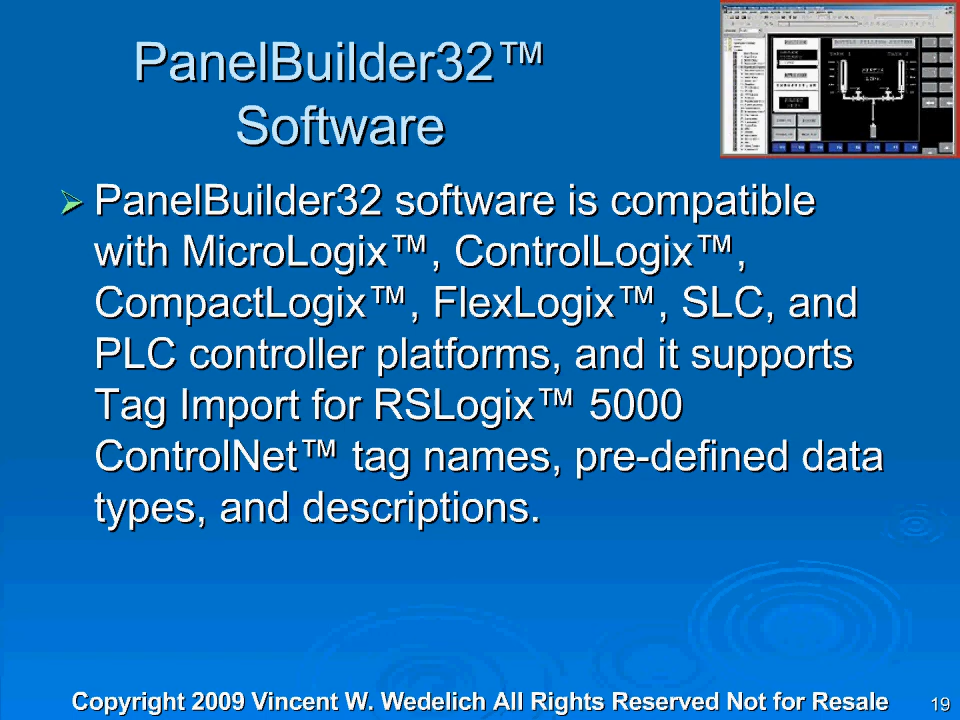 PanelBuilder32™
Software
PanelBuilder32 software is compatible
with MicroLogix™, ControlLogix™,
CompactLogix™, FlexLogix™, SLC, and
PLC controller platforms, and it supports
Tag Import for RSLogix™ 5000
ControlNet™ tag names, pre-defined data
types, and descriptions.
Copyright 2009 Vincent W. Wedelich All Rights Reserved Not for Resale
19